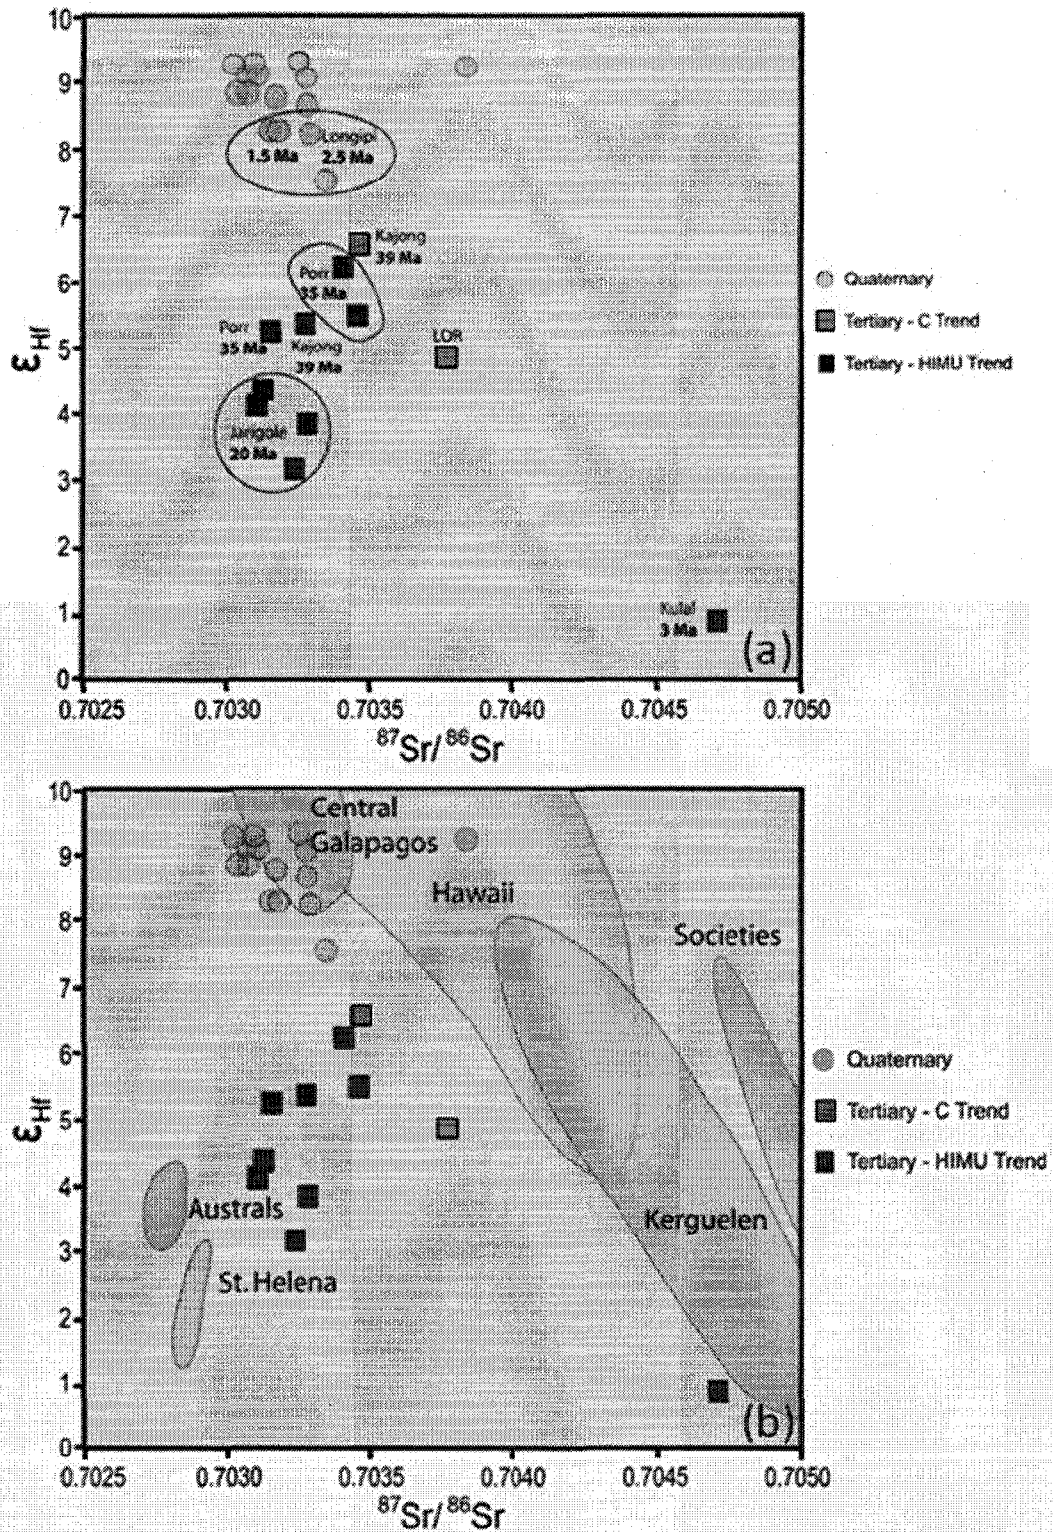 10
9
8
7
6
5
4
3
2
1
0
εHf
Longipi
1.5 Ma 2.5 Ma
Kajong
39 Ma
Porr
35 Ma
Porr
35 Ma
Kajong
39 Ma
LOR
Jarigole
20 Ma
Kulal
3 Ma
(a)
0.7025 0.7030 0.7035 0.7040 0.7045 0.7050
87Sr/ 86Sr
Quaternary
Tertiary - C Trend
Tertiary - HIMU Trend
10
9
8
7
6
5
4
3
2
1
0
εHf
Central
Galapagos
Hawaii
Societies
Australs
Kerguelen
St. Helena
(b)
0.7025 0.7030 0.7035 0.7040 0.7045 0.7050
87Sr/ 86Sr
Quaternary
Tertiary - C Trend
Tertiary - HIMU Trend